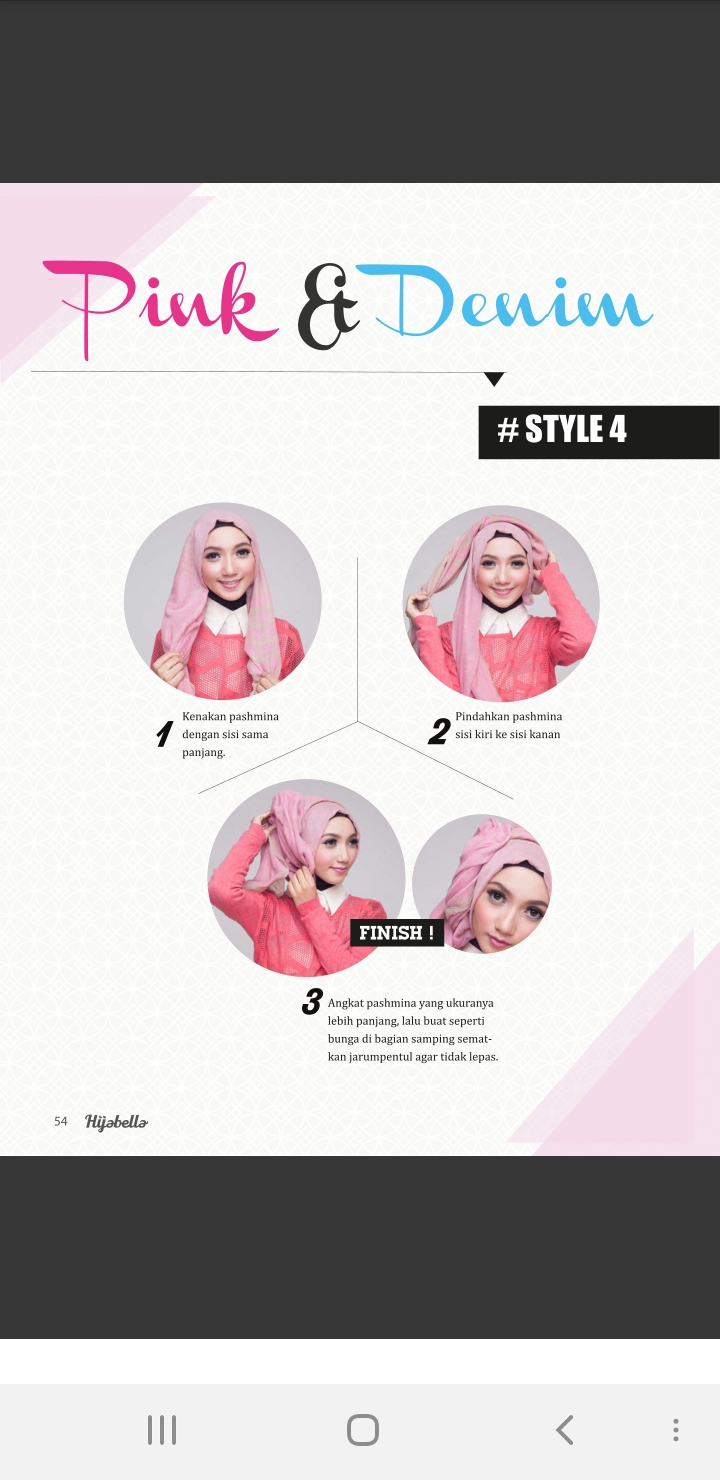 Pink & Denim
# STYLE 4
1 Kenakan pashmina
dengan sisi sama
panjang.
2 Pindahkan pashmina
sisi kiri ke sisi kanan
FINISH !
3 Angkat pashmina yang ukuranya
lebih panjang, lalu buat seperti
bunga di bagian samping semat-
kan jarumpentul agar tidak lepas.
54 Hijabella